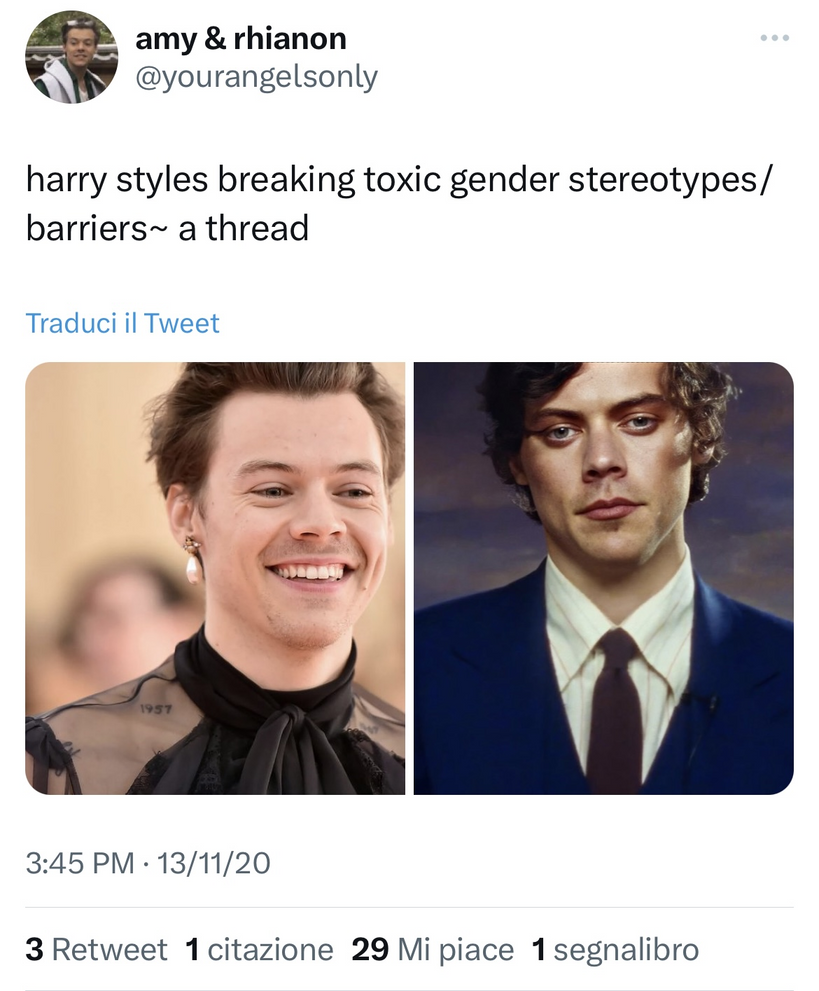 amy & rhianon
@yourangelsonly
harry styles breaking toxic gender stereotypes/
barriers~ a thread
Traduci il Tweet
1957
3:45 PM · 13/11/20
3 Retweet 1 citazione 29 Mi piace 1 segnalibro